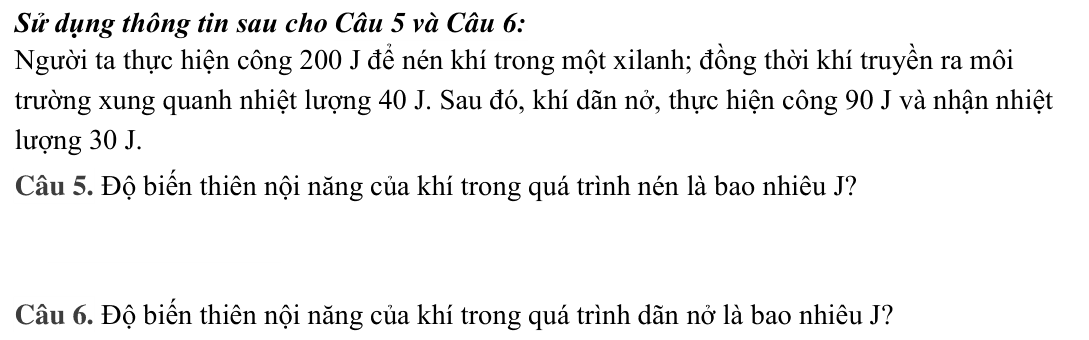 Sử dụng thông tin sau cho Câu 5 và Câu 6:
Người ta thực hiện công 200 J để nén khí trong một xilanh; đồng thời khí truyền ra môi
trường xung quanh nhiệt lượng 40 J. Sau đó, khí dãn nở, thực hiện công 90 J và nhận nhiệt
lượng 30 J.
Câu 5. Độ biến thiên nội năng của khí trong quá trình nén là bao nhiêu J?
Câu 6. Độ biến thiên nội năng của khí trong quá trình dãn nở là bao nhiêu J?